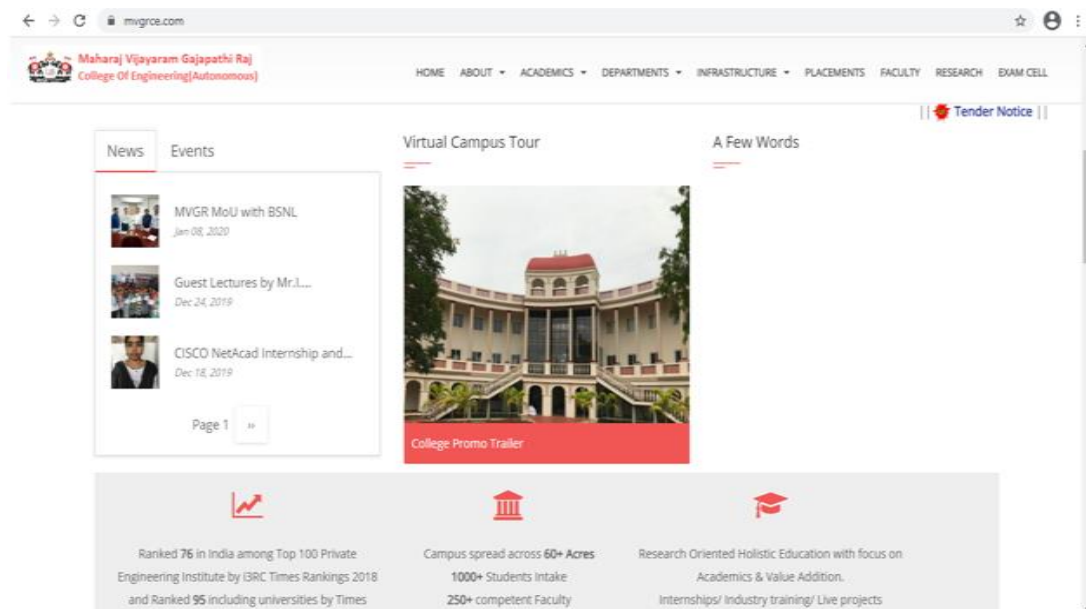 mvgrce.com
Maharaj Vijayaram Gajapathi Raj
College Of Engineering(Autonomous)
HOME ABOUT ACADEMICS DEPARTMENTS INFRASTRUCTURE PLACEMENTS FACULTY RESEARCH EXAM CELL
|| Tender Notice ||
News Events
MVGR MoU with BSNL
Jan 08, 2020
Guest Lectures by Mr.I....
Dec 24, 2019
CISCO NetAcad Internship and...
Dec 18, 2019
Page 1 »
Virtual Campus Tour
College Promo Trailer
A Few Words
Ranked 76 in India among Top 100 Private
Engineering Institute by i3RC Times Rankings 2018
and Ranked 95 including universities by Times
Campus spread across 60+ Acres
1000+ Students Intake
250+ competent Faculty
Research Oriented Holistic Education with focus on
Academics & Value Addition.
Internships/ Industry training/ Live projects